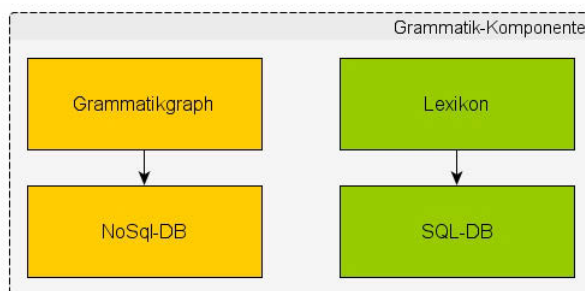 Grammatik-Komponente
Grammatikgraph
Lexikon
NoSql-DB
SQL-DB